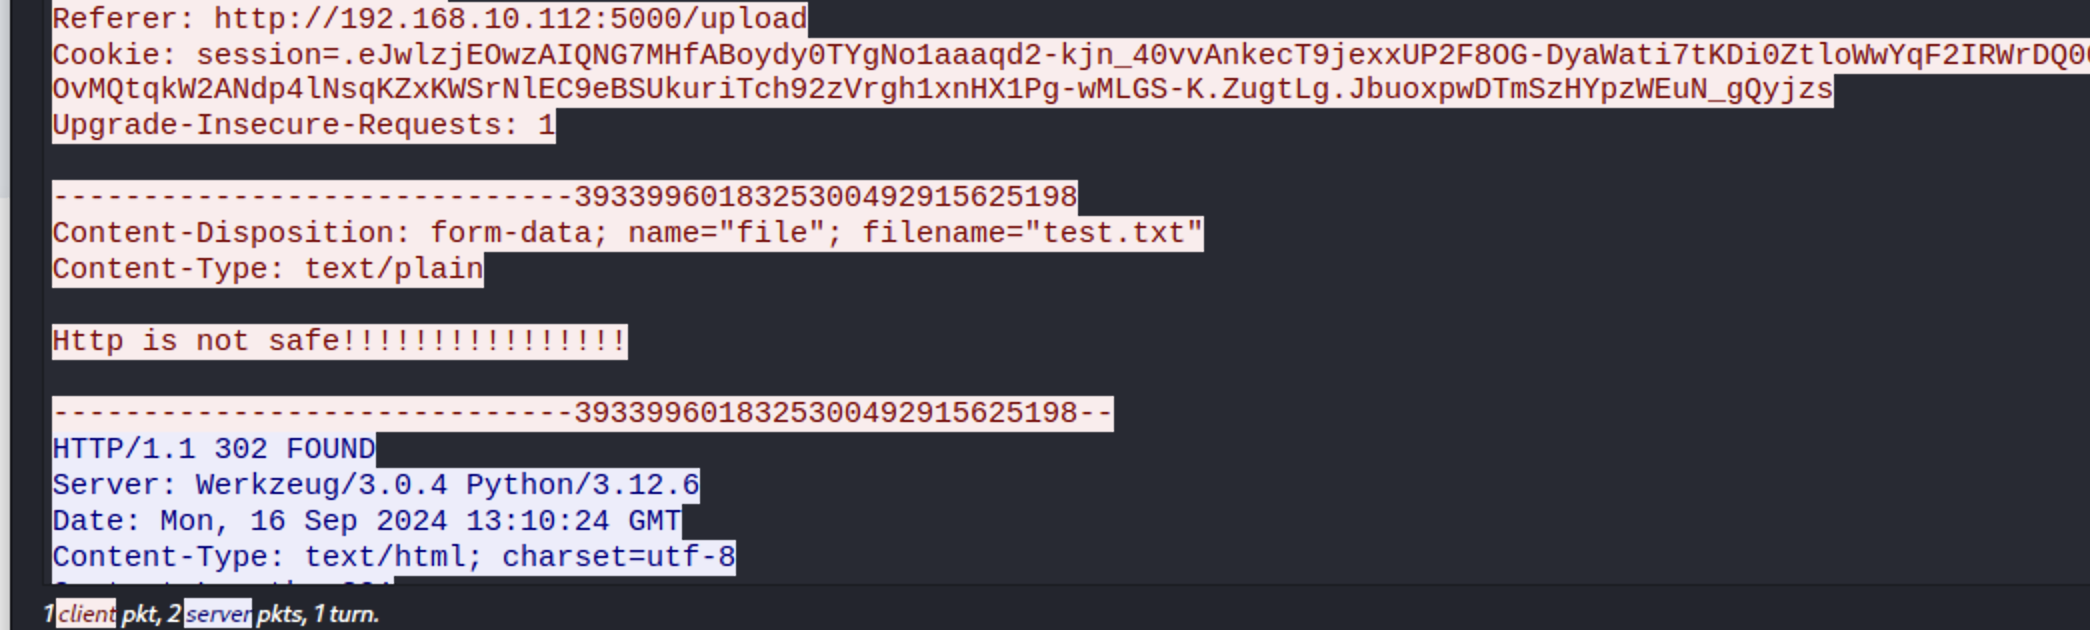 Referer: http://192.168.10.112:5000/upload
Cookie: session=.eJwlzjEOwzAIQNG7MHfABoydy0TYgNo1aaaqd2-kjn_40vvAnkecT9jexxUP2F8OG-DyaWati7tKDi0ZtloWwYqF2IRWrDQ0
OvMQtqkW2ANdp4lNsqKZxKWSrNlEC9eBSUkuriTch92zVrgh1xnHX1Pg-wMLGS-K.ZugtLg.JbuoxpwDTmSzHYpzWEuN_gQyjzs
Upgrade-Insecure-Requests: 1
-----------------------------3933996018325300492915625198
Content-Disposition: form-data; name="file"; filename="test.txt"
Content-Type: text/plain
Http is not safe!!!!!!!!!!!!!!!!
-----------------------------3933996018325300492915625198--
HTTP/1.1 302 FOUND
Server: Werkzeug/3.0.4 Python/3.12.6
Date: Mon, 16 Sep 2024 13:10:24 GMT
Content-Type: text/html; charset=utf-8
1 client pkt, 2 server pkts, 1 turn.